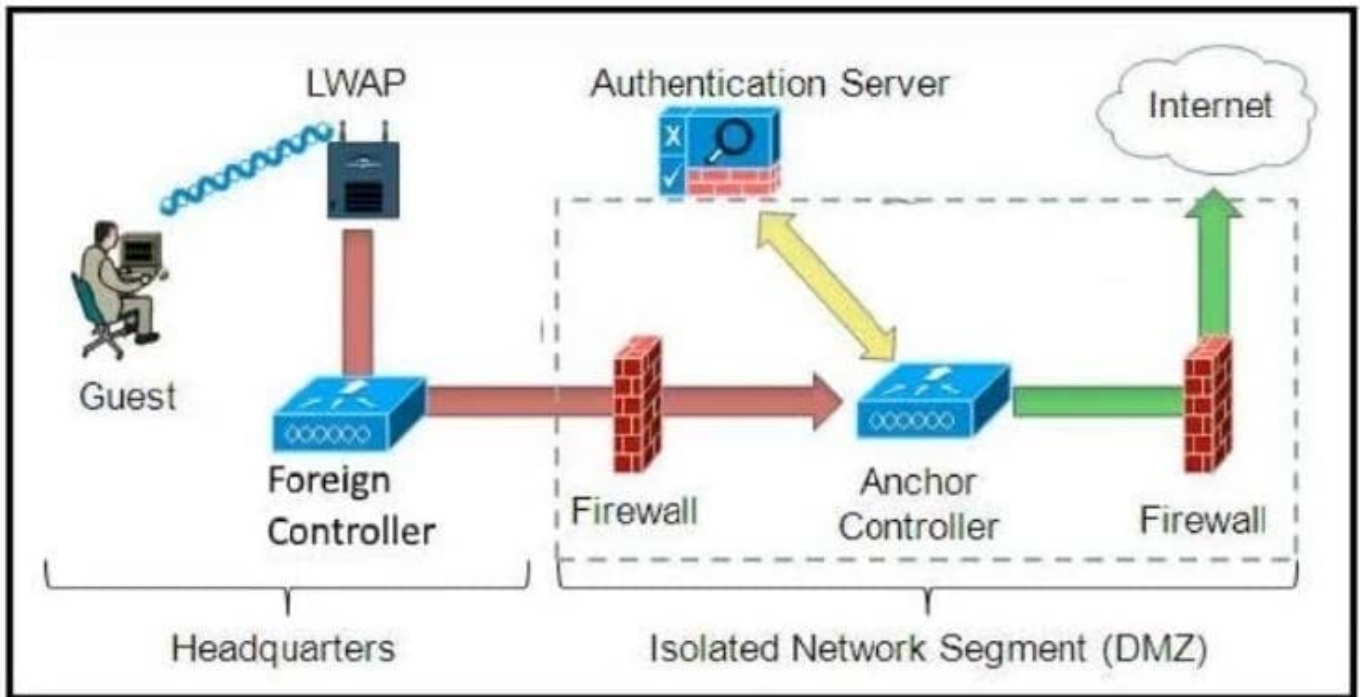 LWAP
Authentication Server
Internet
X
Guest
Foreign
Controller
Firewall
Anchor
Controller
Firewall
Headquarters
Isolated Network Segment (DMZ)